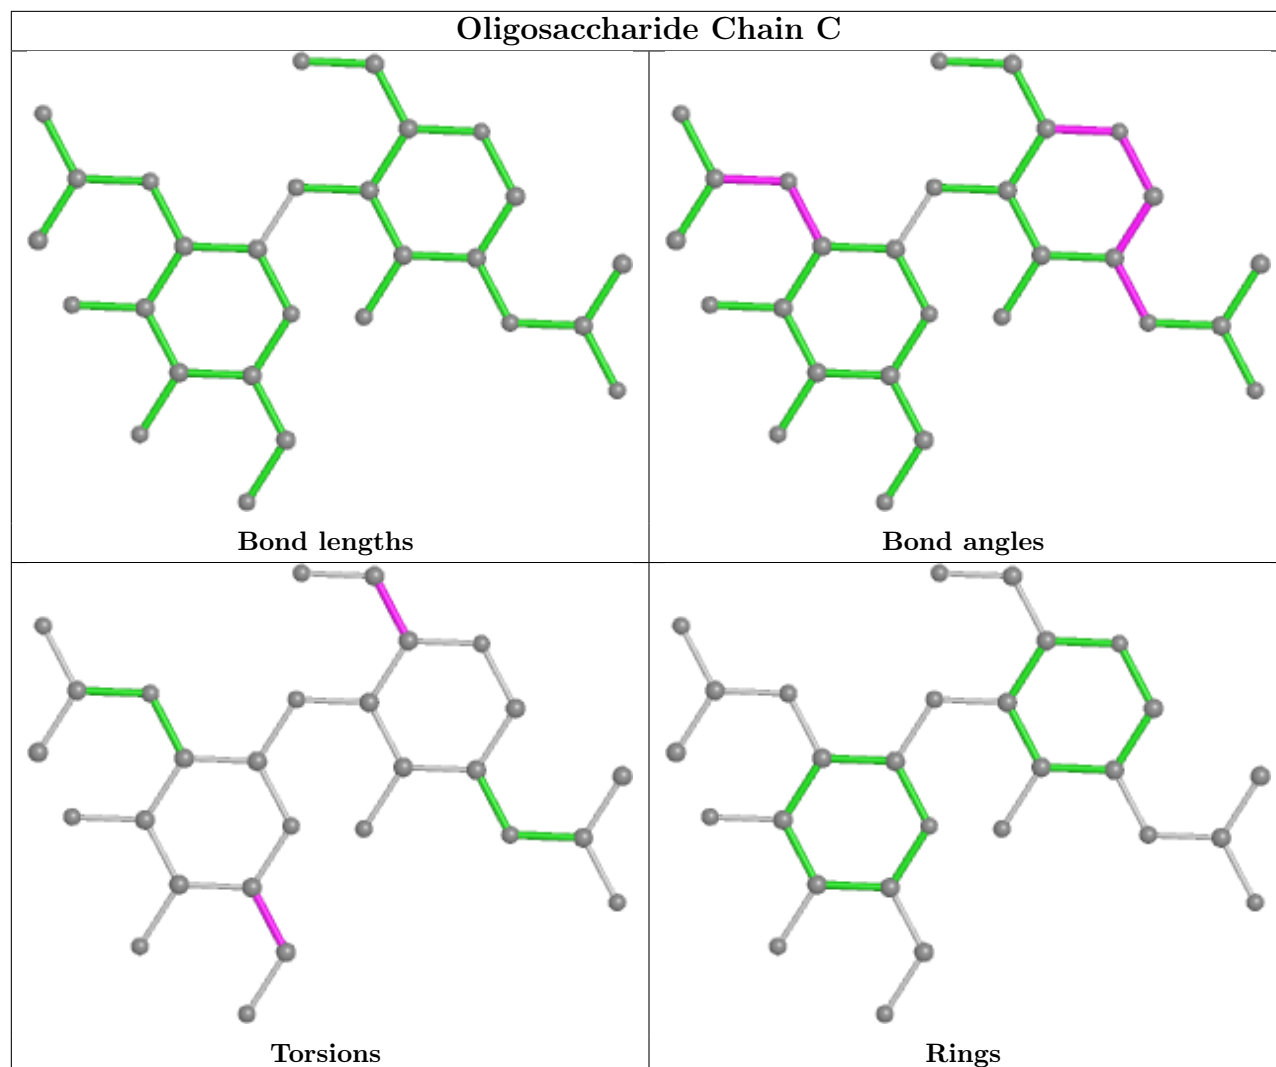 Oligosaccharide Chain C
Bond lengths
Bond angles
Torsions
Rings